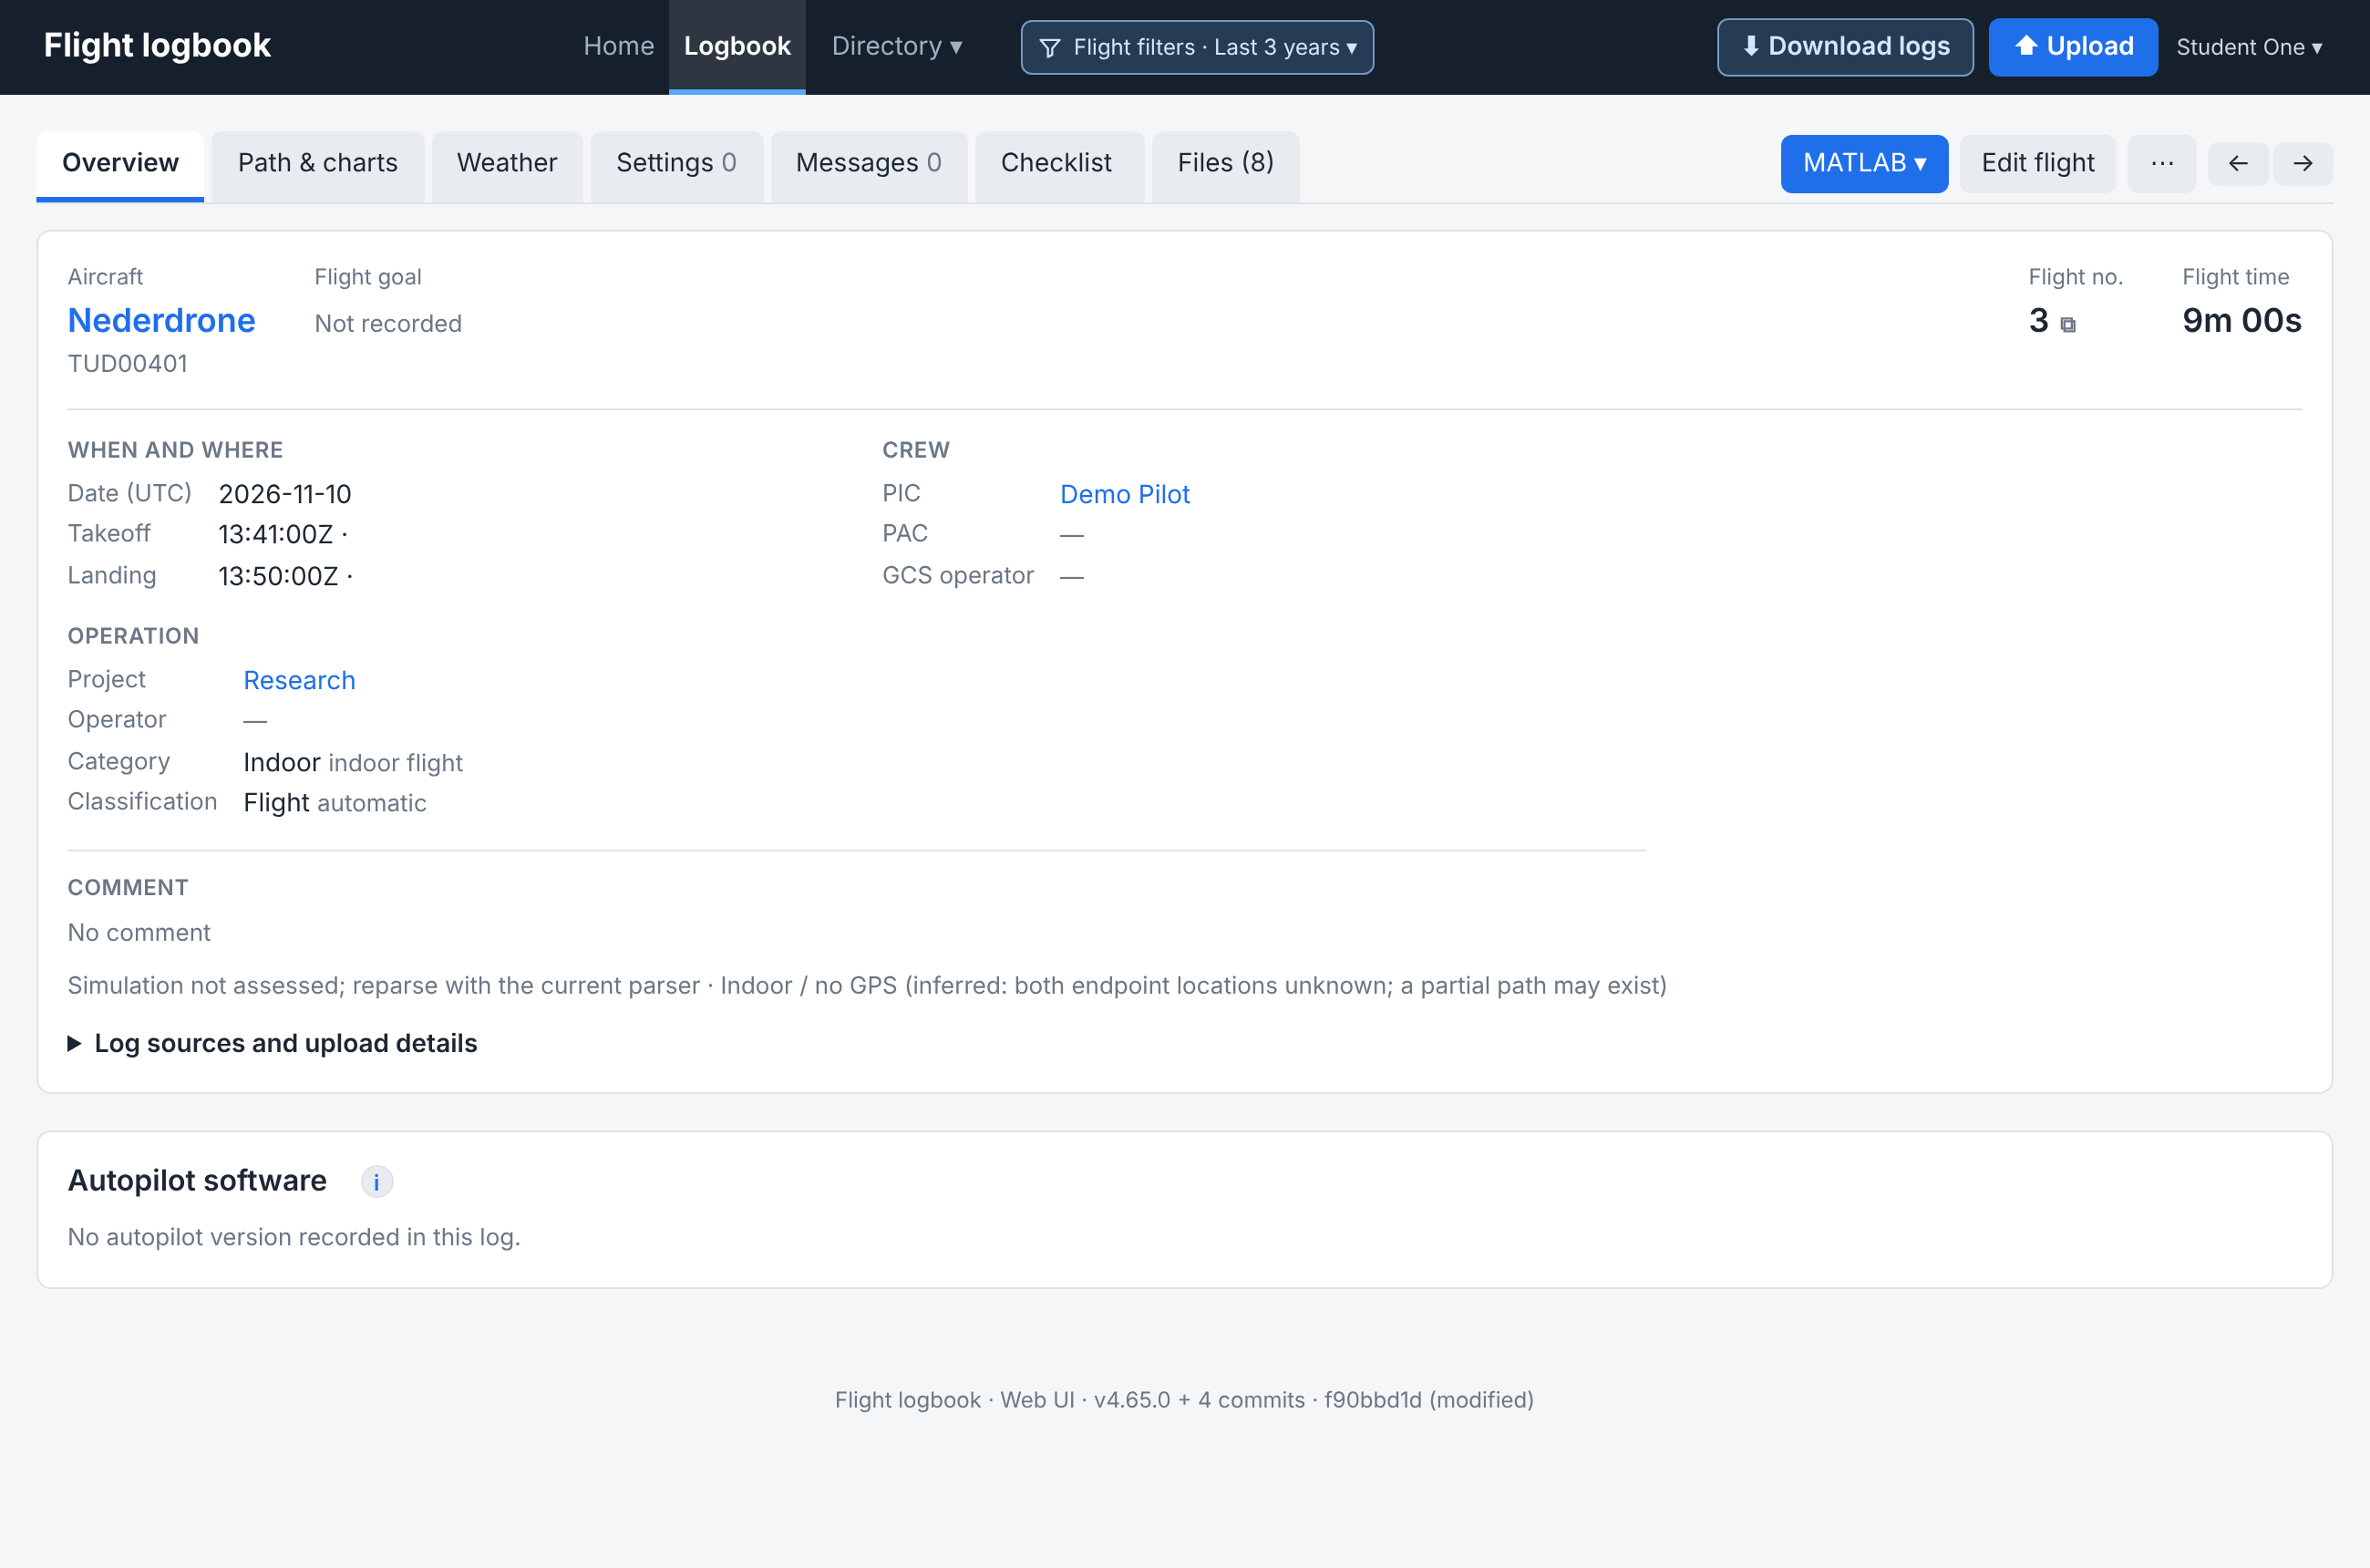 Flight logbook
Home
Logbook
Directory ▾
Flight filters · Last 3 years ▾
⬇ Download logs
⬆ Upload
Student One ▾
Overview
Path & charts
Weather
Settings 0
Messages 0
Checklist
Files (8)
MATLAB ▾
Edit flight
⋯
←
→
Aircraft
Nederdrone
TUD00401
Flight goal
Not recorded
Flight no.
3 ⧉
Flight time
9m 00s
WHEN AND WHERE
Date (UTC) 2026-11-10
Takeoff 13:41:00Z ·
Landing 13:50:00Z ·
CREW
PIC Demo Pilot
PAC —
GCS operator —
OPERATION
Project Research
Operator —
Category Indoor indoor flight
Classification Flight automatic
COMMENT
No comment
Simulation not assessed; reparse with the current parser · Indoor / no GPS (inferred: both endpoint locations unknown; a partial path may exist)
▶ Log sources and upload details
Autopilot software i
No autopilot version recorded in this log.
Flight logbook · Web UI · v4.65.0 + 4 commits · f90bbd1d (modified)